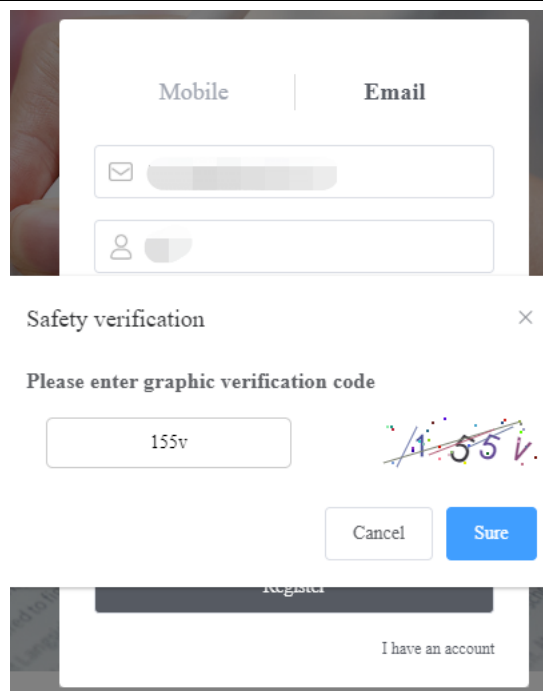 Mobile
Email
Safety verification
Please enter graphic verification code
155v
155v
Cancel
Sure
Register
I have an account